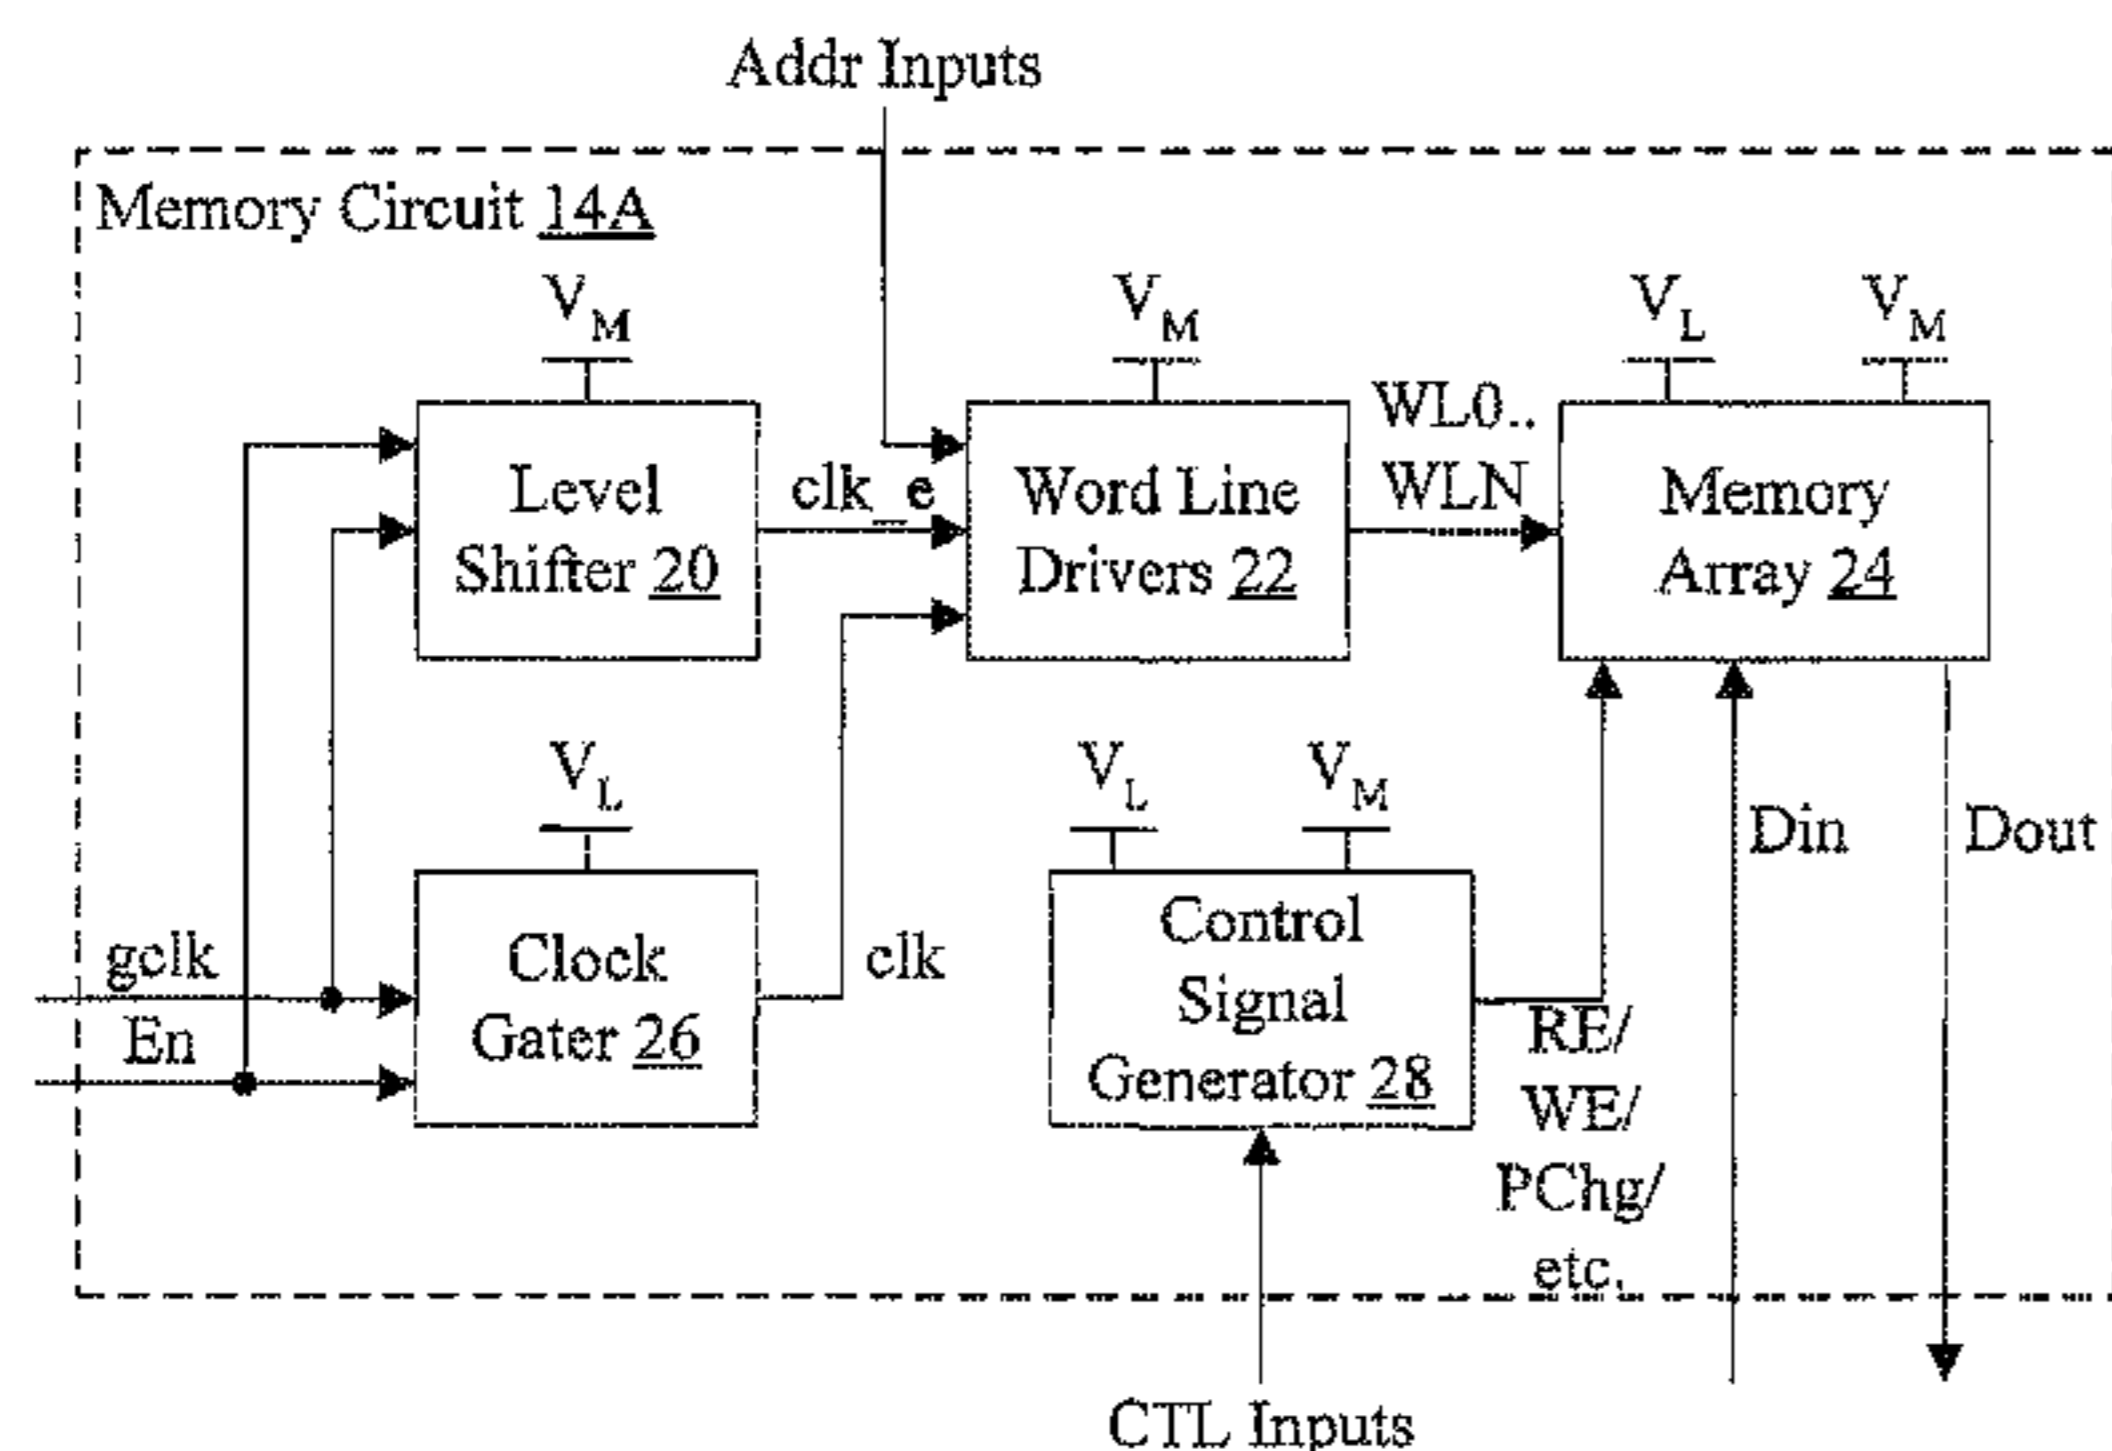 Addr Inputs
Memory Circuit 14A
VM
VM
VL
VM
Level
Shifter 20
clk_e
Word Line
Drivers 22
WL0..
WLN
Memory
Array 24
VL
VL
VM
gclk
En
Clock
Gater 26
clk
Control
Signal
Generator 28
RE/
WE/
PChg/
etc.
Din
Dout
CTL Inputs